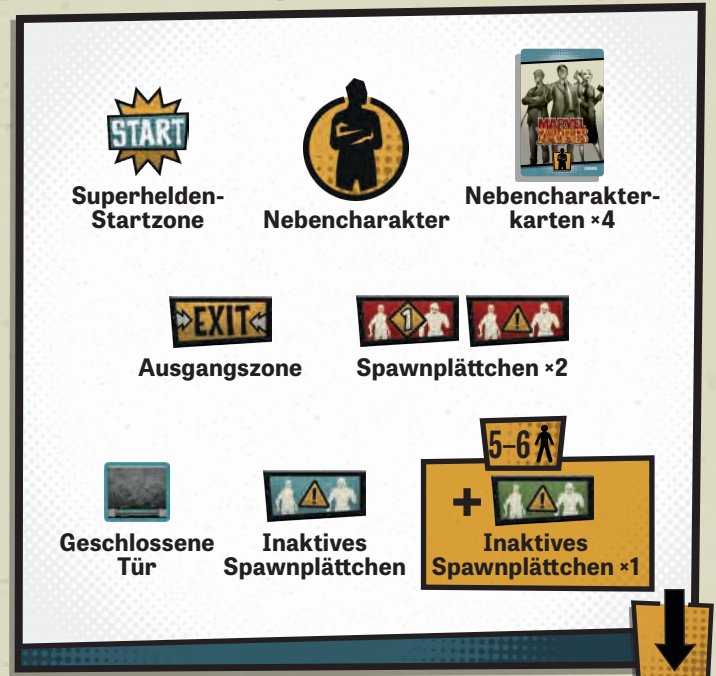 START
Superhelden-
Startzone
Nebencharakter
MARVEL
ZOMBIES
Nebencharakter-
karten ×4
EXIT
Ausgangszone
1
Spawnplättchen ×2
Geschlossene
Tür
Inaktives
Spawnplättchen
5–6
+
Inaktives
Spawnplättchen ×1